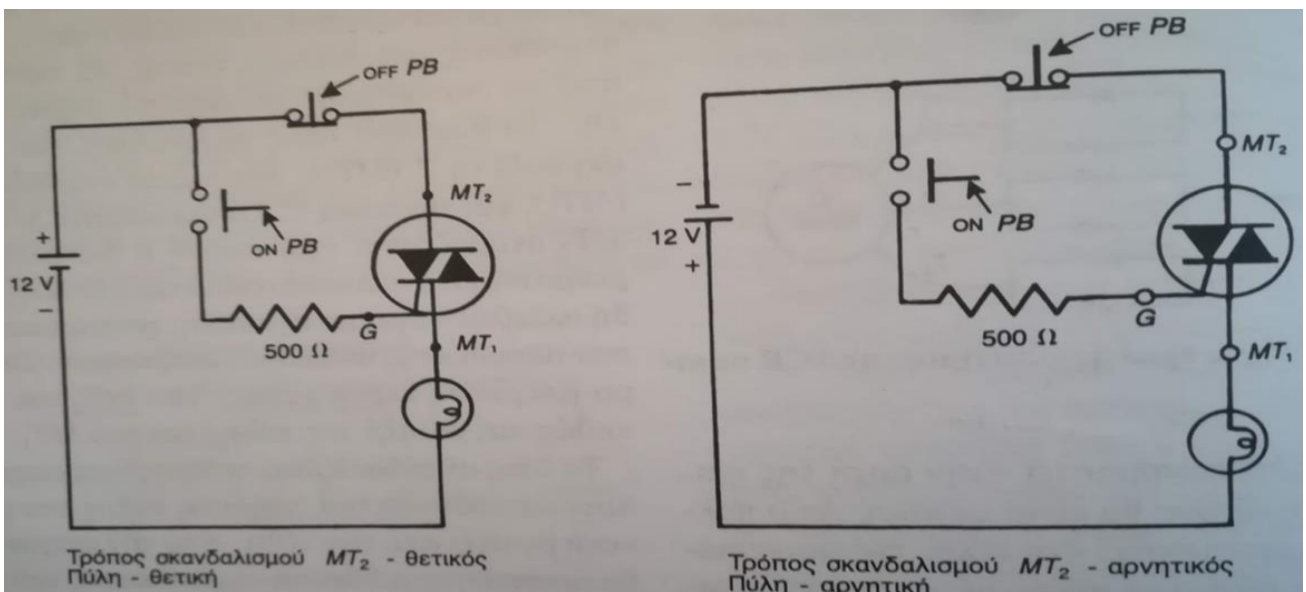 OFF PB
MT₂
ON PB
+
12 V
−
500 Ω
G
MT₁
Τρόπος σκανδαλισμού MT₂ - θετικός
Πύλη - θετική
OFF PB
MT₂
ON PB
−
12 V
+
500 Ω
G
MT₁
Τρόπος σκανδαλισμού MT₂ - αρνητικός
Πύλη - αρνητική